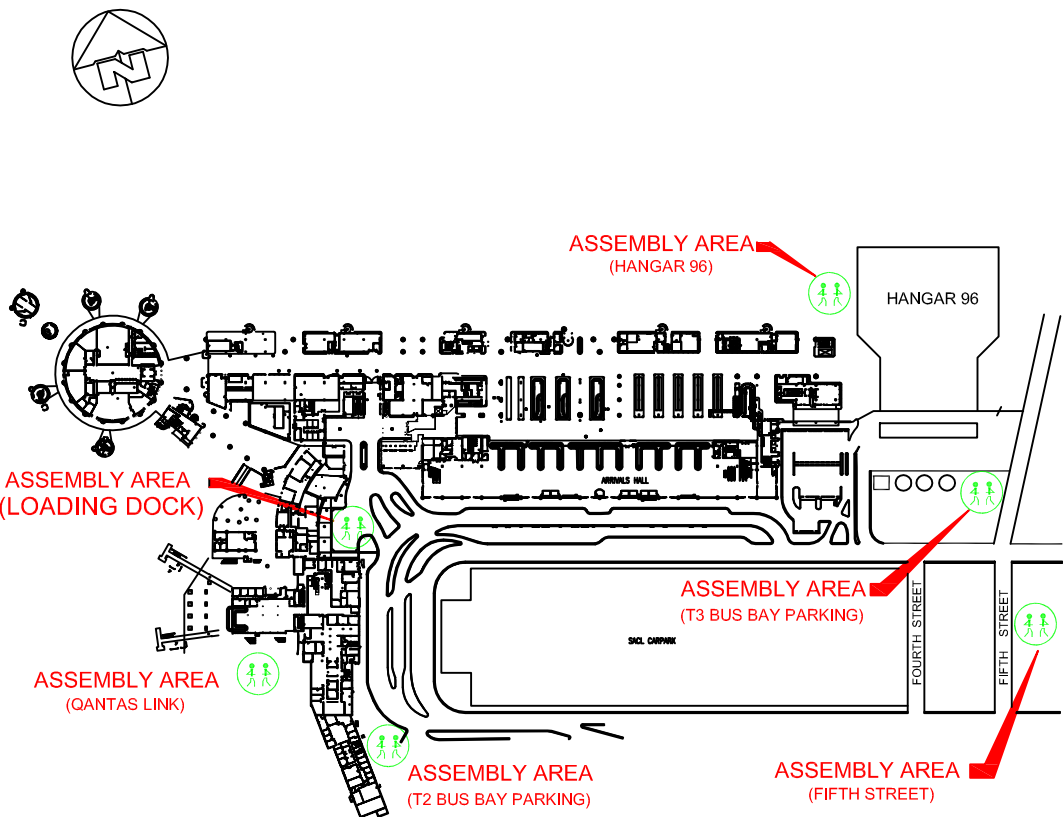 N
ASSEMBLY AREA
(HANGAR 96)
HANGAR 96
ASSEMBLY AREA
(LOADING DOCK)
ARRIVALS HALL
ASSEMBLY AREA
(T3 BUS BAY PARKING)
SACL CARPARK
FOURTH STREET
FIFTH STREET
ASSEMBLY AREA
(QANTAS LINK)
ASSEMBLY AREA
(T2 BUS BAY PARKING)
ASSEMBLY AREA
(FIFTH STREET)